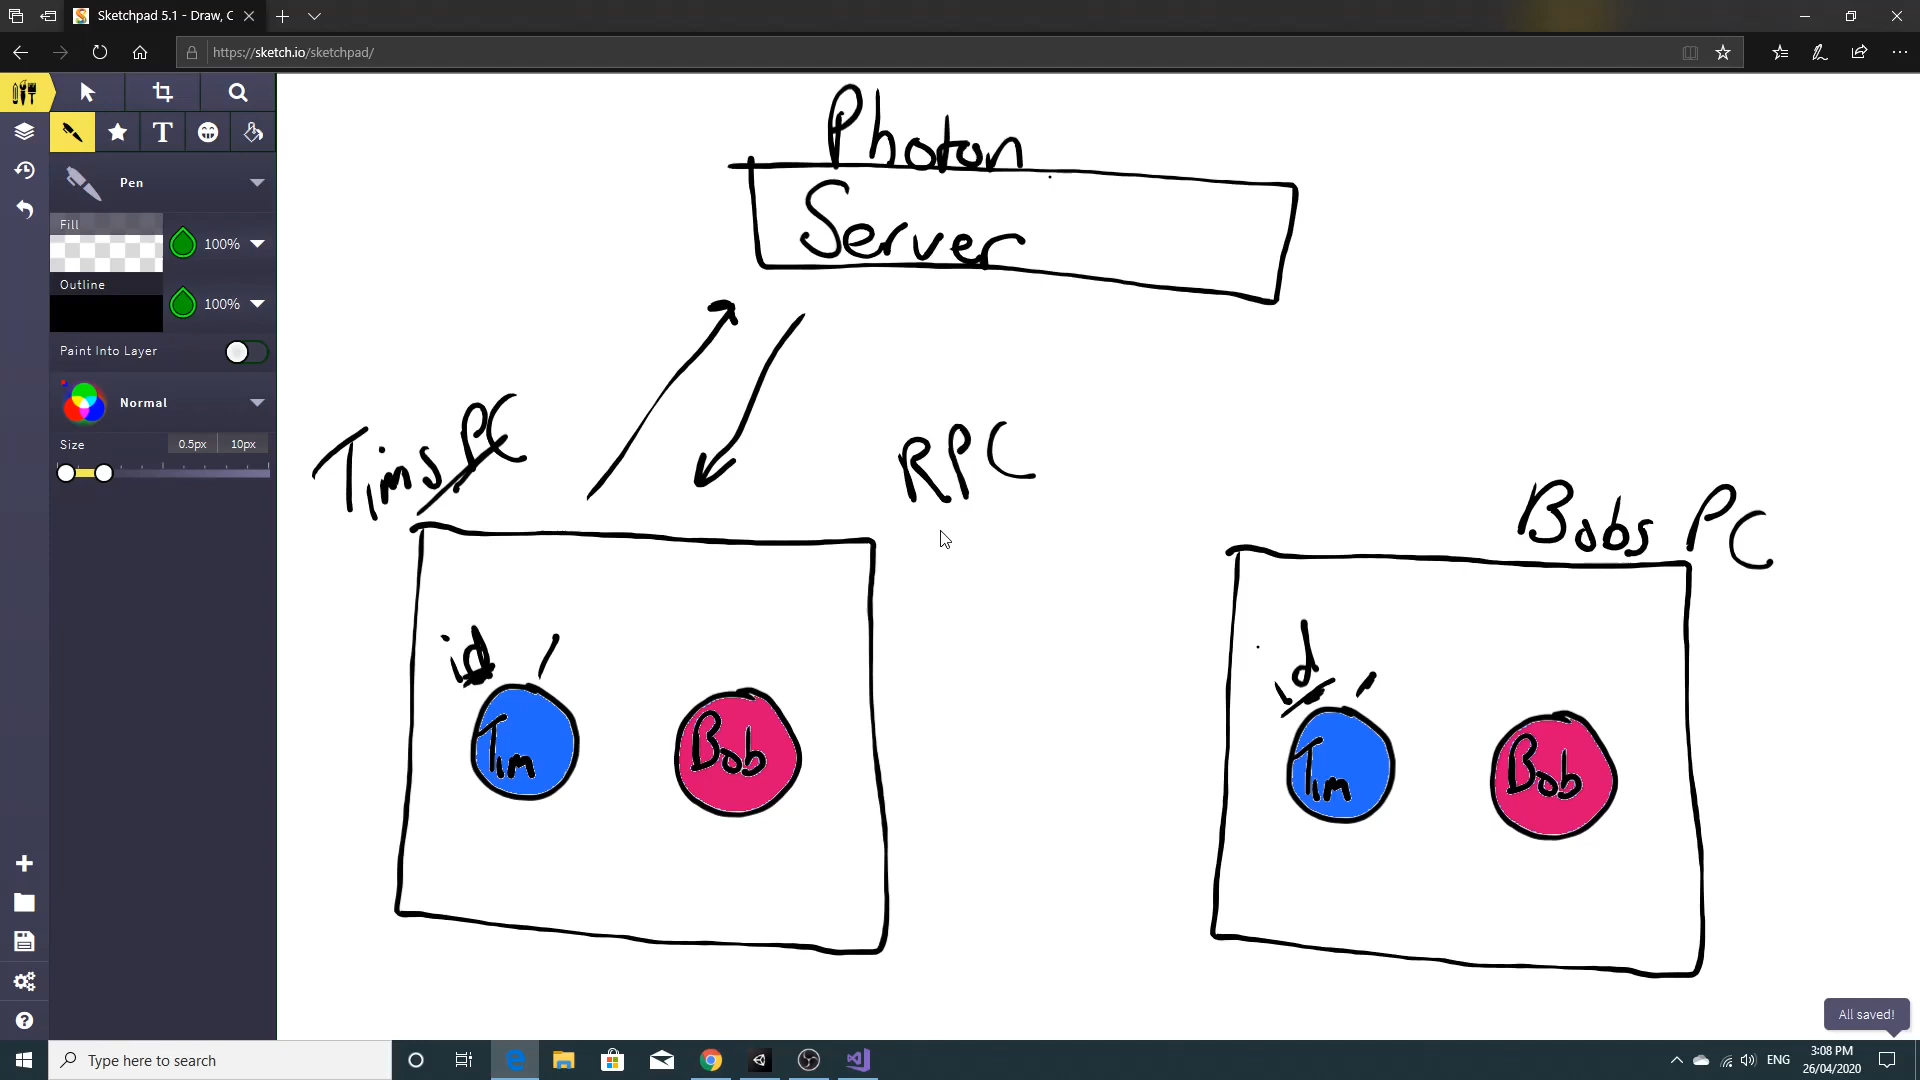 Sketchpad 5.1 - Draw, C
https://sketch.io/sketchpad/
T
Pen
Fill
100%
Outline
100%
Paint Into Layer
Normal
Size
0.5px
10px
Photon
Server
Tims PC
RPC
Bobs PC
id 1
Tim
Bob
id 1
Tim
Bob
All saved!
Type here to search
ENG
3:08 PM
26/04/2020